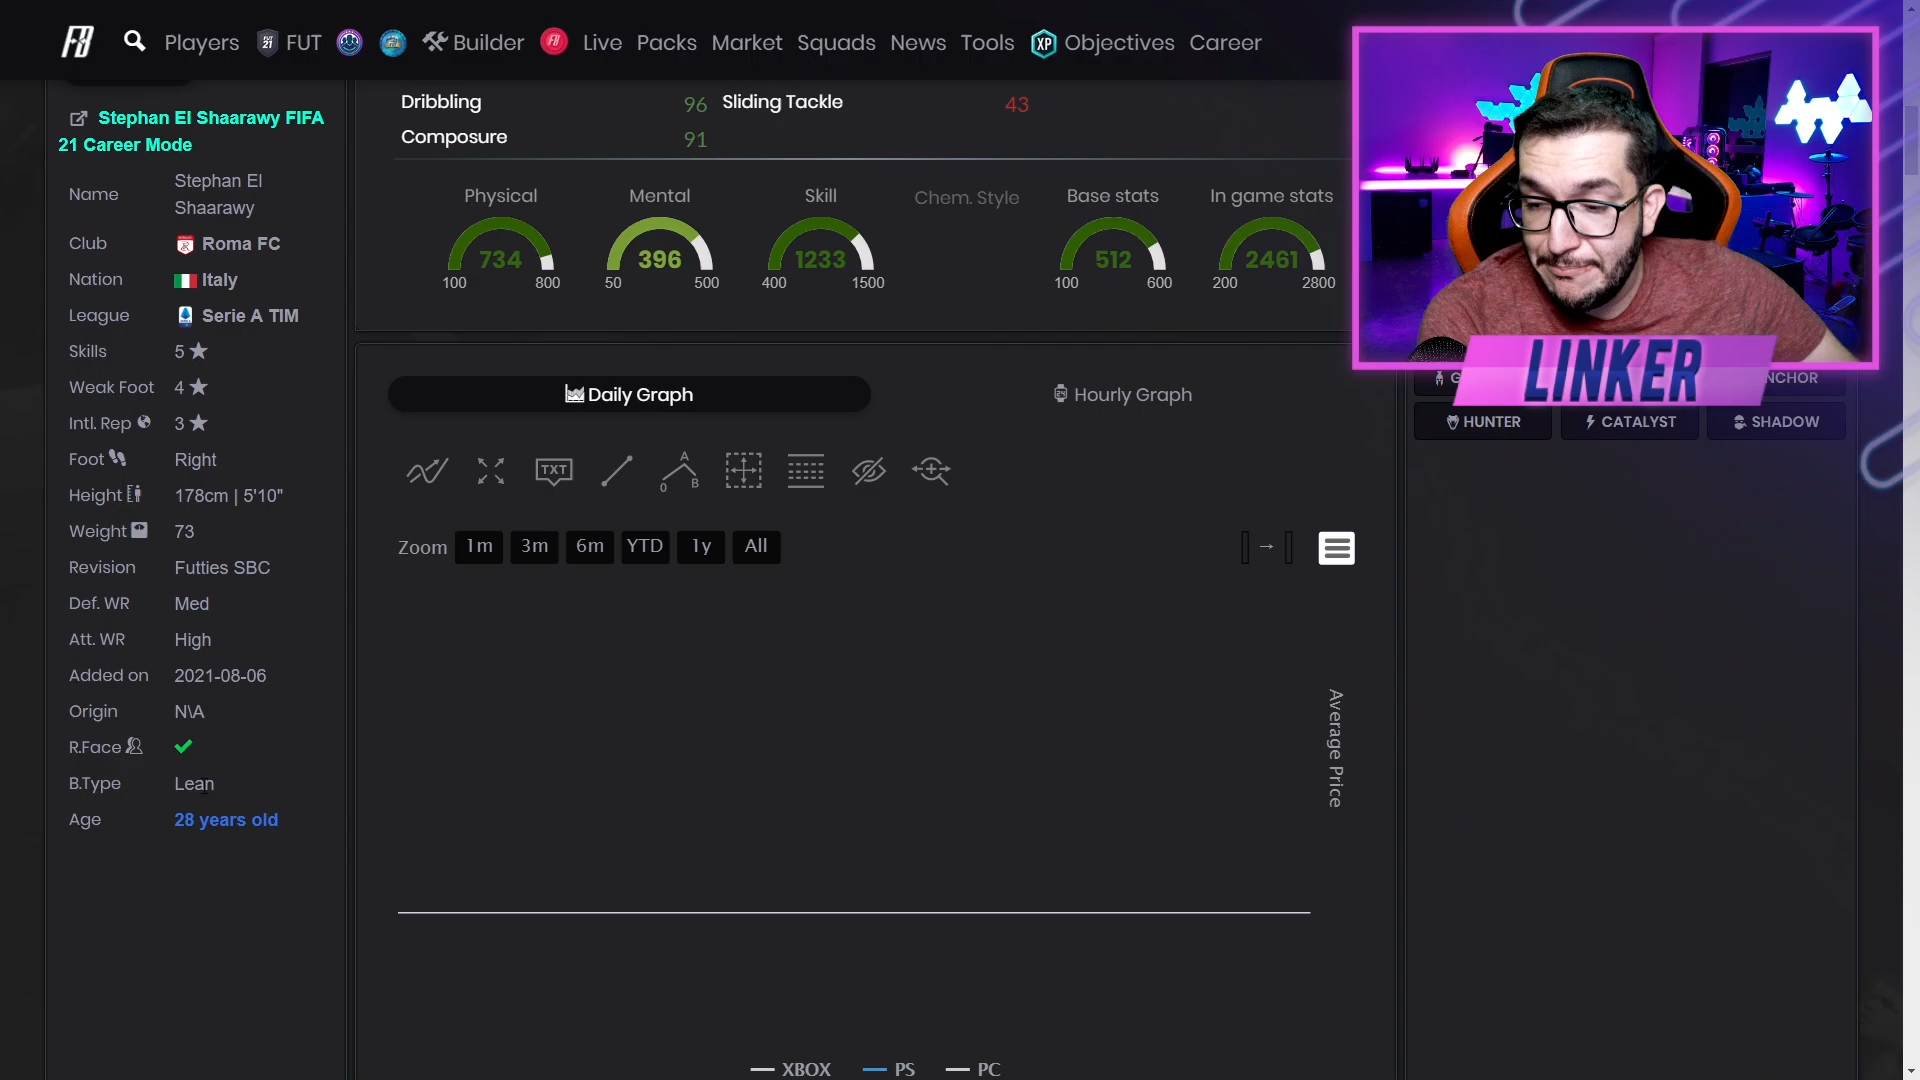 Players FUT Builder Live Packs Market Squads News Tools Objectives Career
Stephan El Shaarawy FIFA
21 Career Mode
Name Stephan El
Shaarawy
Club Roma FC
Nation Italy
League Serie A TIM
Skills 5
Weak Foot 4
Intl. Rep 3
Foot Right
Height 178cm | 5'10"
Weight 73
Revision Futties SBC
Def. WR Med
Att. WR High
Added on 2021-08-06
Origin N\A
R.Face
B.Type Lean
Age 28 years old
Dribbling 96 Sliding Tackle 43
Composure 91
Physical Mental Skill Chem. Style Base stats In game stats
734 396 1233 512 2461
100 800 50 500 400 1500 100 600 200 2800
Daily Graph Hourly Graph
TXT A 0 B
Zoom 1m 3m 6m YTD 1y All
Average Price
XBOX PS PC
LINKER
HUNTER CATALYST SHADOW